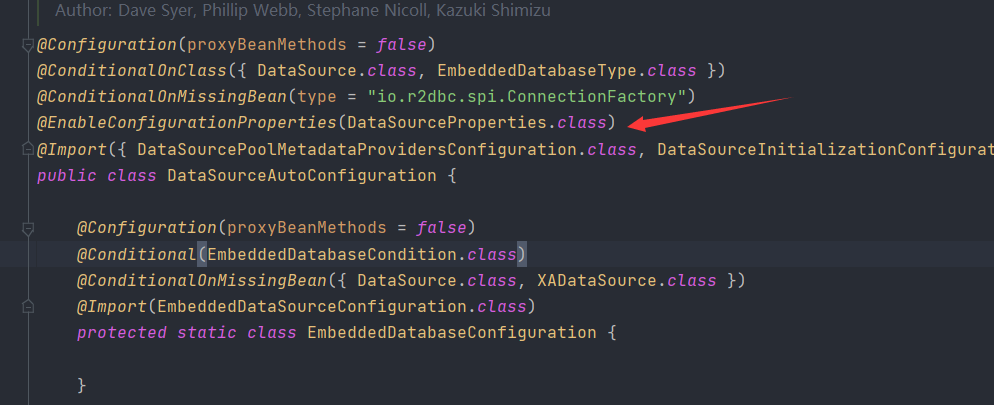 Author: Dave Syer, Phillip Webb, Stephane Nicoll, Kazuki Shimizu
@Configuration(proxyBeanMethods = false)
@ConditionalOnClass({ DataSource.class, EmbeddedDatabaseType.class })
@ConditionalOnMissingBean(type = "io.r2dbc.spi.ConnectionFactory")
@EnableConfigurationProperties(DataSourceProperties.class)
@Import({ DataSourcePoolMetadataProvidersConfiguration.class, DataSourceInitializationConfigurat
public class DataSourceAutoConfiguration {
@Configuration(proxyBeanMethods = false)
@Conditional(EmbeddedDatabaseCondition.class)
@ConditionalOnMissingBean({ DataSource.class, XADataSource.class })
@Import(EmbeddedDataSourceConfiguration.class)
protected static class EmbeddedDatabaseConfiguration {
}